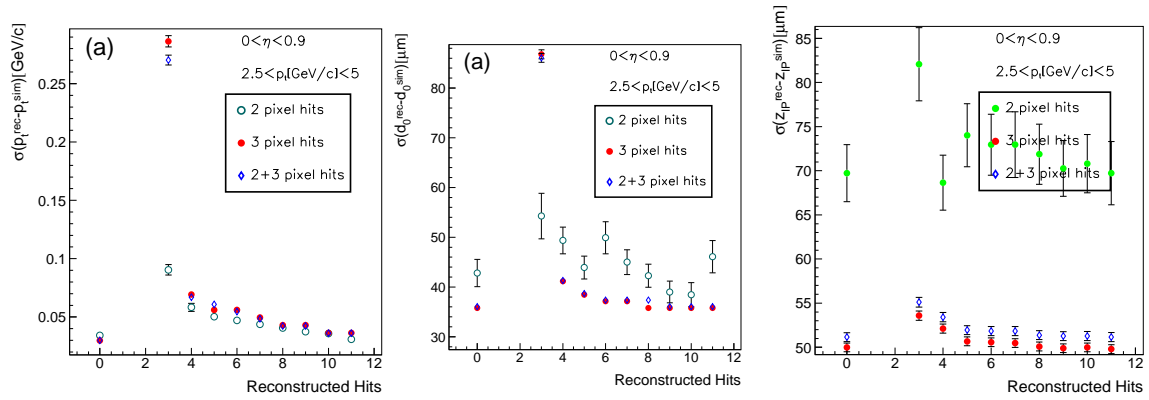 σ(p_t^rec-p_t^sim)[GeV/c]
(a)
0<η<0.9
2.5<p_t[GeV/c]<5
2 pixel hits
3 pixel hits
2+3 pixel hits
0.25
0.2
0.15
0.1
0.05
0 2 4 6 8 10 12
Reconstructed Hits
σ(d_0^rec-d_0^sim)[μm]
(a)
0<η<0.9
2.5<p_t[GeV/c]<5
2 pixel hits
3 pixel hits
2+3 pixel hits
90
80
70
60
50
40
30
0 2 4 6 8 10 12
Reconstructed Hits
σ(z_IP^rec-z_IP^sim)[μm]
0<η<0.9
2.5<p_t[GeV/c]<5
2 pixel hits
3 pixel hits
2+3 pixel hits
85
80
75
70
65
60
55
50
0 2 4 6 8 10 12
Reconstructed Hits